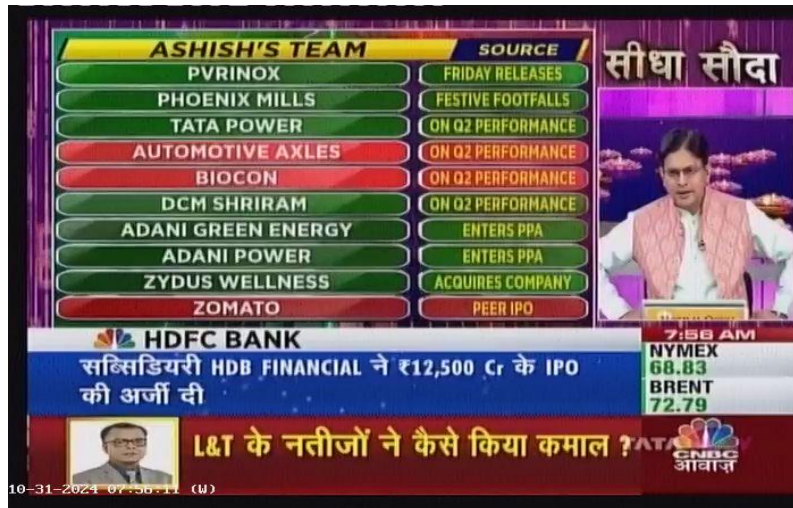 ASHISH'S TEAM SOURCE
PVRINOX FRIDAY RELEASES
PHOENIX MILLS FESTIVE FOOTFALLS
TATA POWER ON Q2 PERFORMANCE
AUTOMOTIVE AXLES ON Q2 PERFORMANCE
BIOCON ON Q2 PERFORMANCE
DCM SHRIRAM ON Q2 PERFORMANCE
ADANI GREEN ENERGY ENTERS PPA
ADANI POWER ENTERS PPA
ZYDUS WELLNESS ACQUIRES COMPANY
ZOMATO PEER IPO
सीधा सौदा
HDFC BANK
सब्सिडियरी HDB FINANCIAL ने ₹12,500 Cr के IPO
की अर्जी दी
7:56 AM
NYMEX
68.83
BRENT
72.79
L&T के नतीजों ने कैसे किया कमाल ?
TATA
CNBC
आवाज़
10-31-2024 07:56:11 (W)